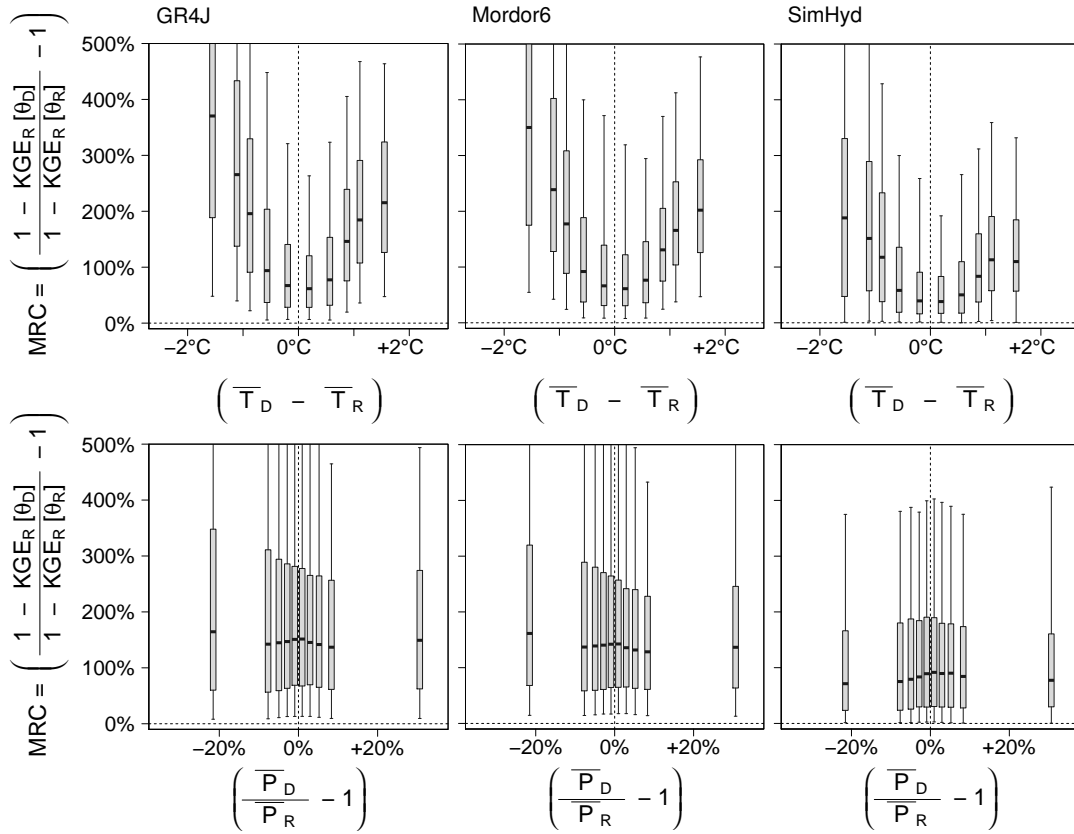 GR4J Mordor6 SimHyd
MRC = ( 1 − KGE_R [θ_D] / 1 − KGE_R [θ_R] − 1 )
500%
400%
300%
200%
100%
0%
−2°C 0°C +2°C −2°C 0°C +2°C −2°C 0°C +2°C
( T̅_D − T̅_R ) ( T̅_D − T̅_R ) ( T̅_D − T̅_R )
MRC = ( 1 − KGE_R [θ_D] / 1 − KGE_R [θ_R] − 1 )
500%
400%
300%
200%
100%
0%
−20% 0% +20% −20% 0% +20% −20% 0% +20%
( P̅_D / P̅_R − 1 ) ( P̅_D / P̅_R − 1 ) ( P̅_D / P̅_R − 1 )